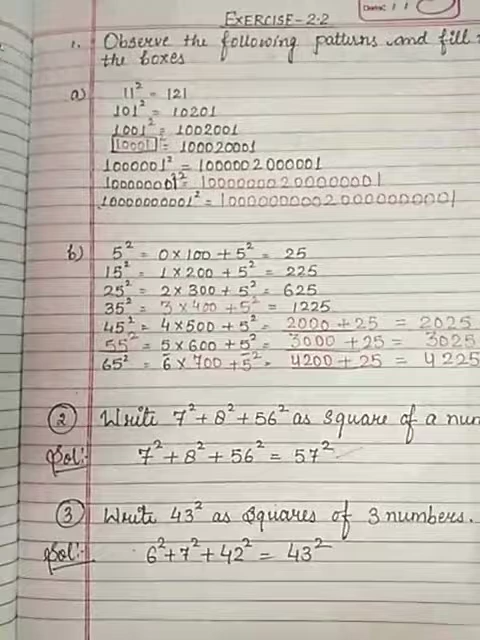 EXERCISE-2.2
Date: / /
1. Observe the following patterns and fill
the boxes
a) 11² = 121
101² = 10201
1001² = 1002001
10001² = 100020001
1000001² = 1000002000001
100000001² = 10000000200000001
10000000001² =
b) 5² = 0×100 + 5² = 25
15² = 1×200 + 5² = 225
25² = 2×300 + 5² = 625
35² = 3×400 + 5² = 1225
45² = 4×500 + 5² = 2000 + 25 = 2025
55² = 5×600 + 5² = 3000 + 25 = 3025
65² = 6×700 + 5² = 4200 + 25 = 4225
② Write 7² + 8² + 56² as square of a num
Sol:- 7² + 8² + 56² = 57²
③ Write 43² as squares of 3 numbers.
Sol:- 6² + 7² + 42² = 43²